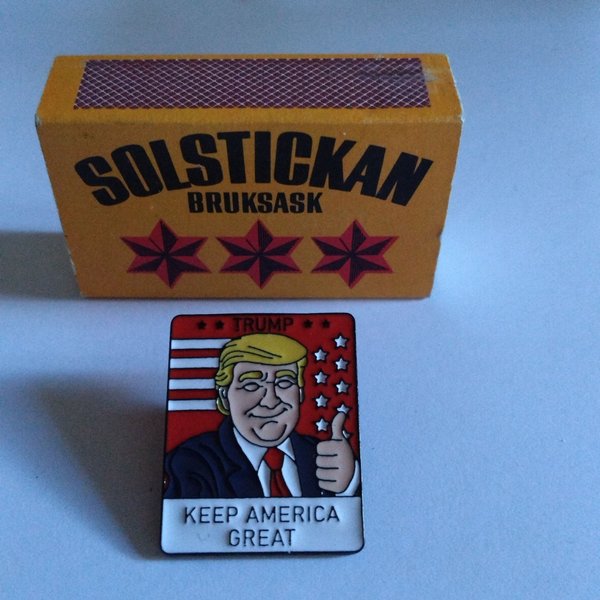 SOLSTICKAN
BRUKSASK
TRUMP
KEEP AMERICA
GREAT